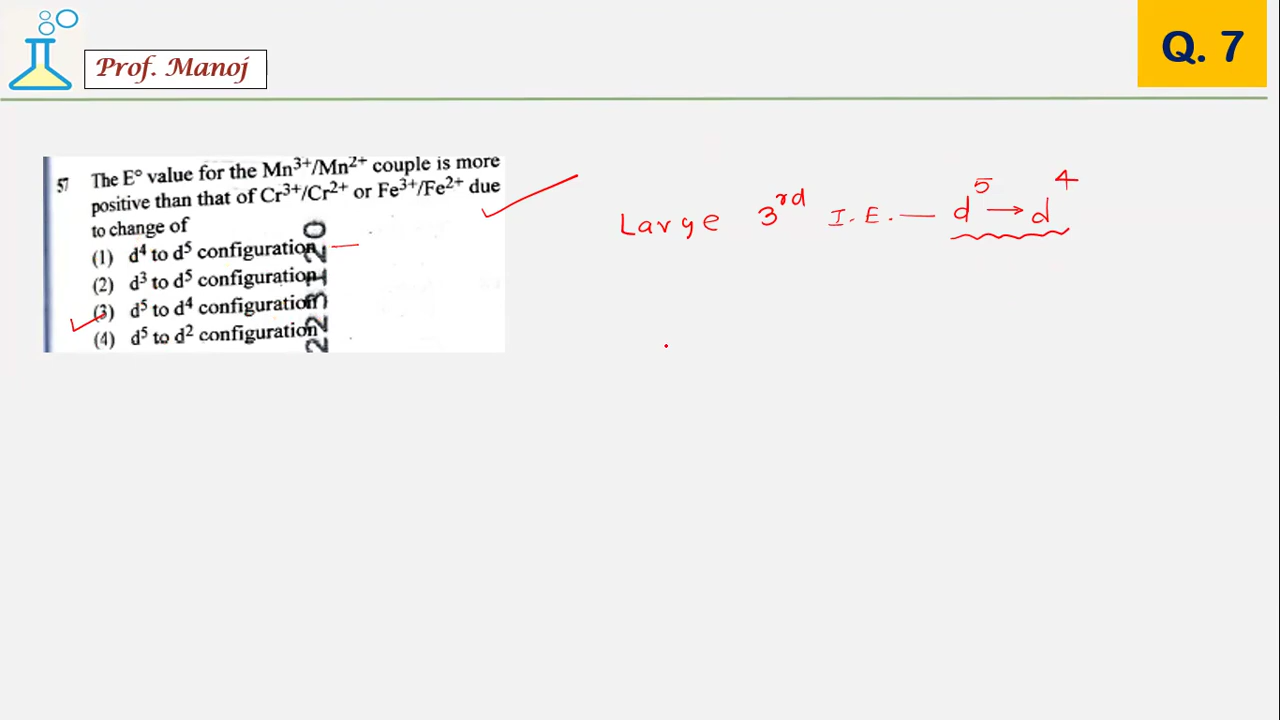 Prof. Manoj
Q. 7
57 The E° value for the Mn³⁺/Mn²⁺ couple is more
positive than that of Cr³⁺/Cr²⁺ or Fe³⁺/Fe²⁺ due
to change of
(1) d⁴ to d⁵ configuration
(2) d³ to d⁵ configuration
(3) d⁵ to d⁴ configuration
(4) d⁵ to d² configuration
Large 3rd I.E. — d⁵ → d⁴